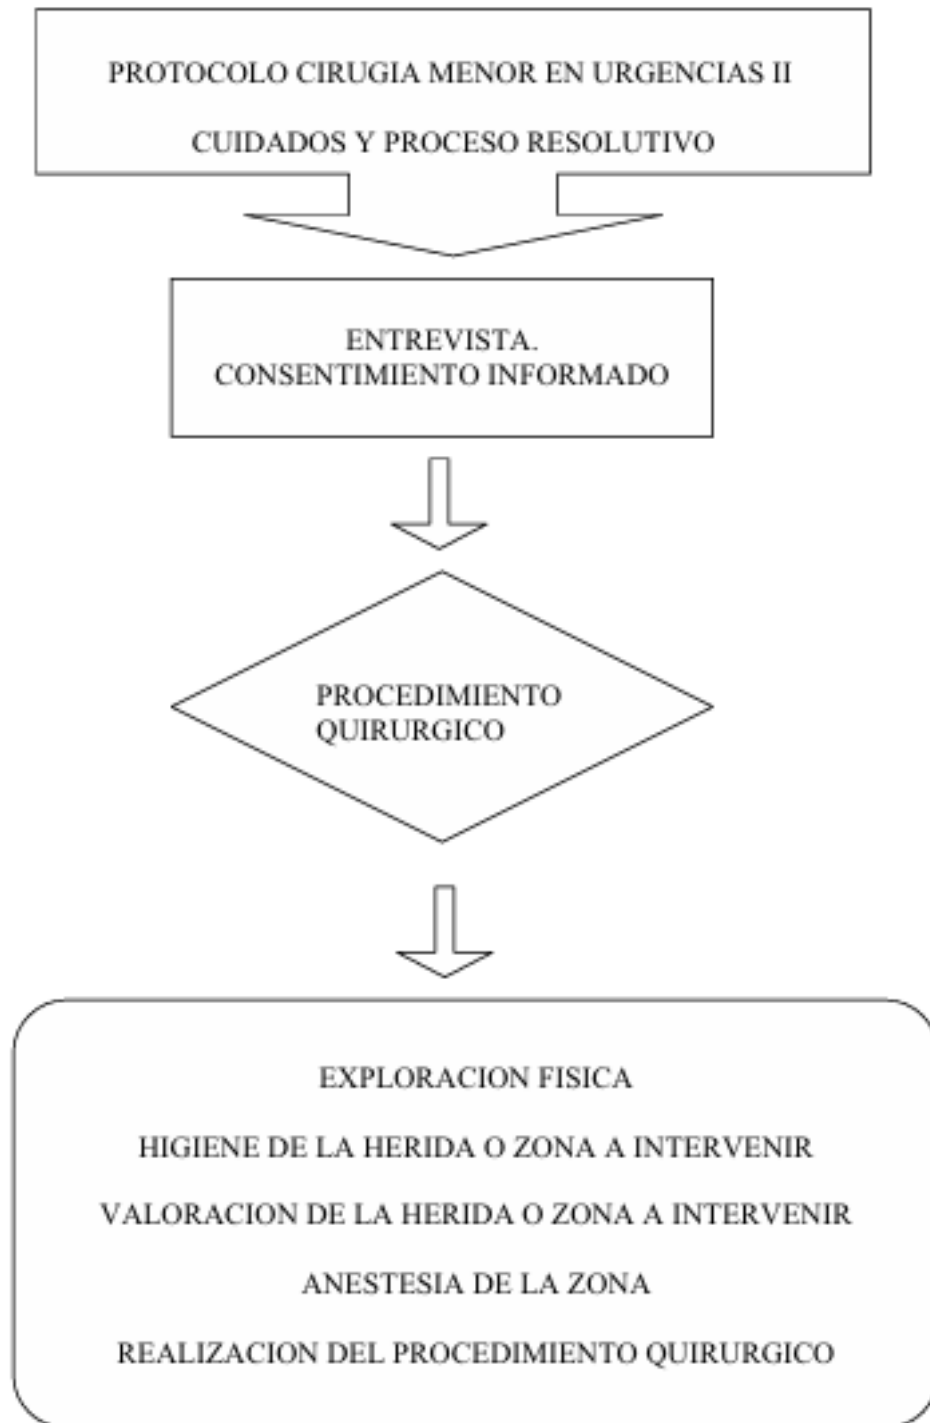 PROTOCOLO CIRUGIA MENOR EN URGENCIAS II
CUIDADOS Y PROCESO RESOLUTIVO
ENTREVISTA.
CONSENTIMIENTO INFORMADO
PROCEDIMIENTO
QUIRURGICO
EXPLORACION FISICA
HIGIENE DE LA HERIDA O ZONA A INTERVENIR
VALORACION DE LA HERIDA O ZONA A INTERVENIR
ANESTESIA DE LA ZONA
REALIZACION DEL PROCEDIMIENTO QUIRURGICO